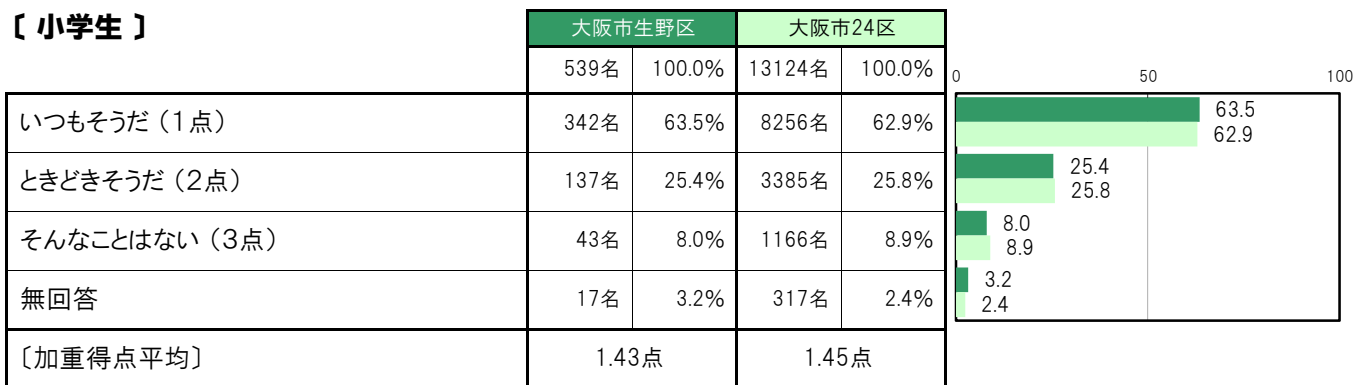 〔 小学生 〕
大阪市生野区 大阪市24区
539名 100.0% 13124名 100.0%
0 50 100
いつもそうだ（１点） 342名 63.5% 8256名 62.9%
63.5
62.9
ときどきそうだ（２点） 137名 25.4% 3385名 25.8%
25.4
25.8
そんなことはない（３点） 43名 8.0% 1166名 8.9%
8.0
8.9
無回答 17名 3.2% 317名 2.4%
3.2
2.4
〔加重得点平均〕 1.43点 1.45点